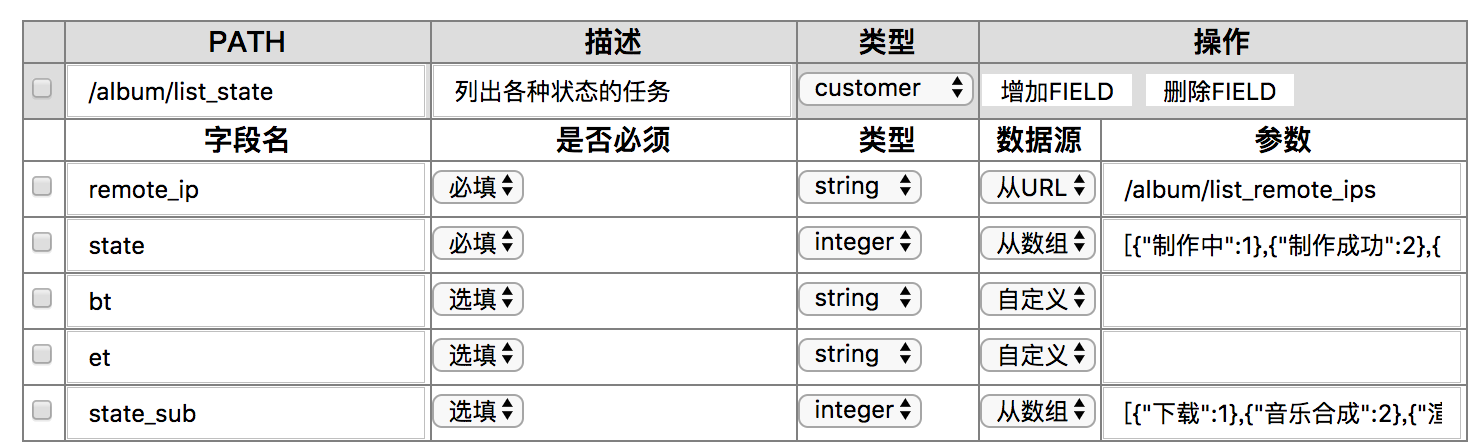 PATH 描述 类型 操作
/album/list_state 列出各种状态的任务 customer 增加FIELD 删除FIELD
字段名 是否必须 类型 数据源 参数
remote_ip 必填 string 从URL /album/list_remote_ips
state 必填 integer 从数组 [{"制作中":1},{"制作成功":2},{
bt 选填 string 自定义
et 选填 string 自定义
state_sub 选填 integer 从数组 [{"下载":1},{"音乐合成":2},{"渲